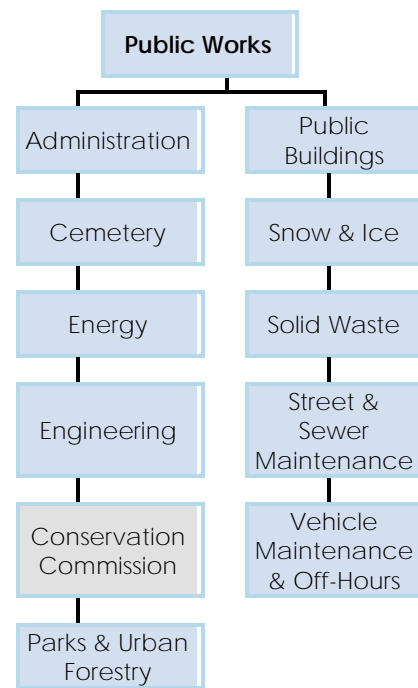 Public Works
Administration
Cemetery
Energy
Engineering
Conservation
Commission
Parks & Urban
Forestry
Public
Buildings
Snow & Ice
Solid Waste
Street &
Sewer
Maintenance
Vehicle
Maintenance
& Off-Hours